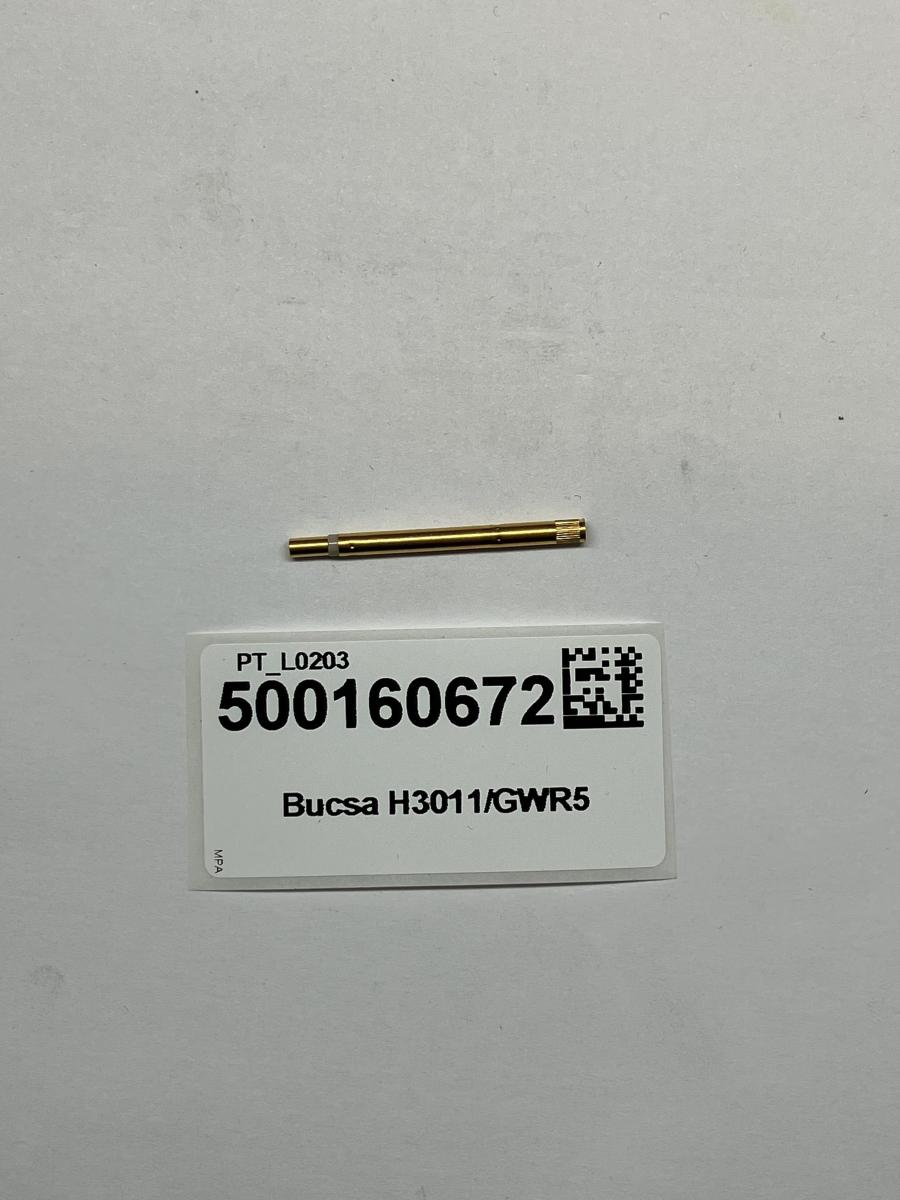 PT_L0203
500160672
Bucsa H3011/GWR5
MPA